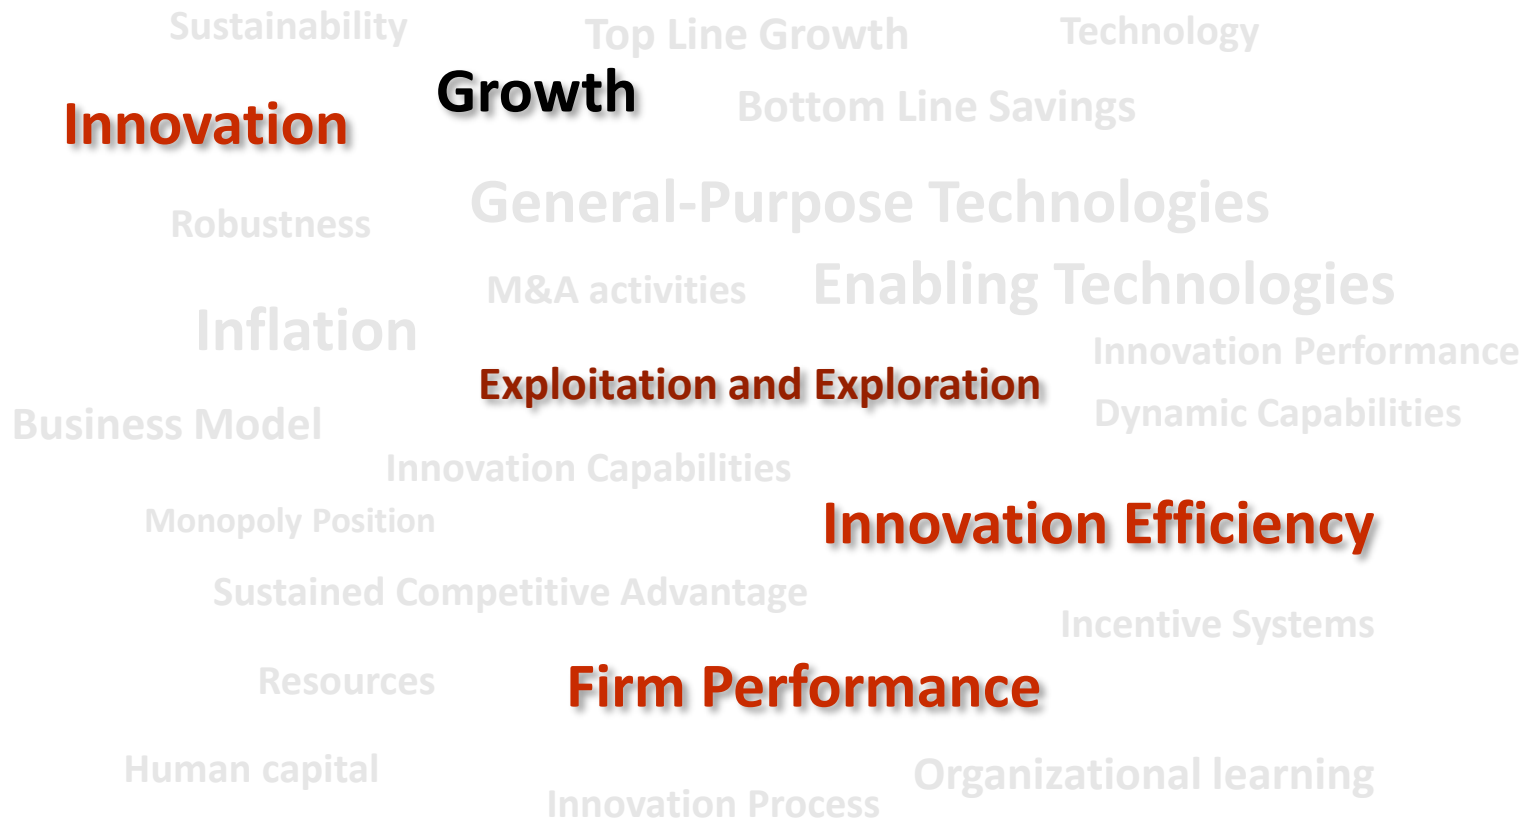 Sustainability
Top Line Growth
Technology
Growth
Innovation
Bottom Line Savings
General-Purpose Technologies
Robustness
M&A activities
Enabling Technologies
Inflation
Innovation Performance
Exploitation and Exploration
Dynamic Capabilities
Business Model
Innovation Capabilities
Monopoly Position
Innovation Efficiency
Sustained Competitive Advantage
Incentive Systems
Resources
Firm Performance
Human capital
Organizational learning
Innovation Process